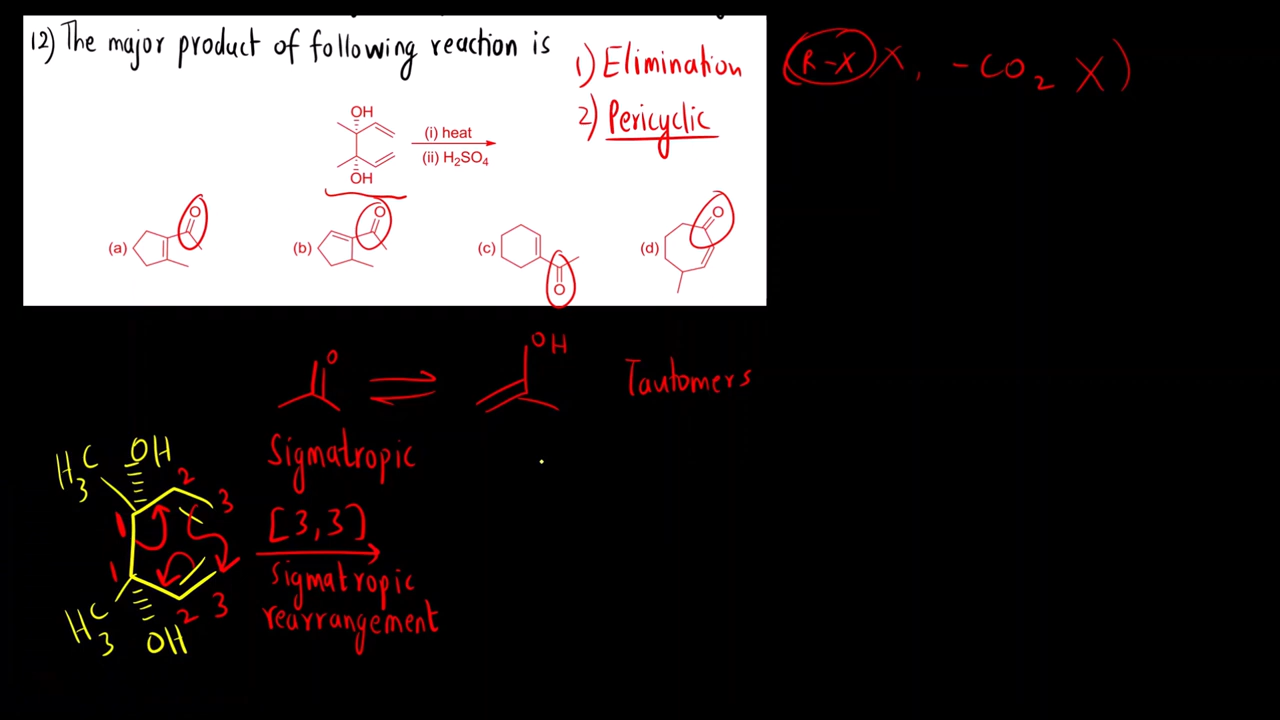 12) The major product of following reaction is
1) Elimination
2) Pericyclic
R-X X, -CO2 X)
OH
(i) heat
(ii) H2SO4
OH
(a) O
(b) O
(c) O
(d) O
O
OH
Tautomers
H3C OH
2
3
1
1
2 3
H3C
OH
Sigmatropic
[3,3]
Sigmatropic
rearrangement